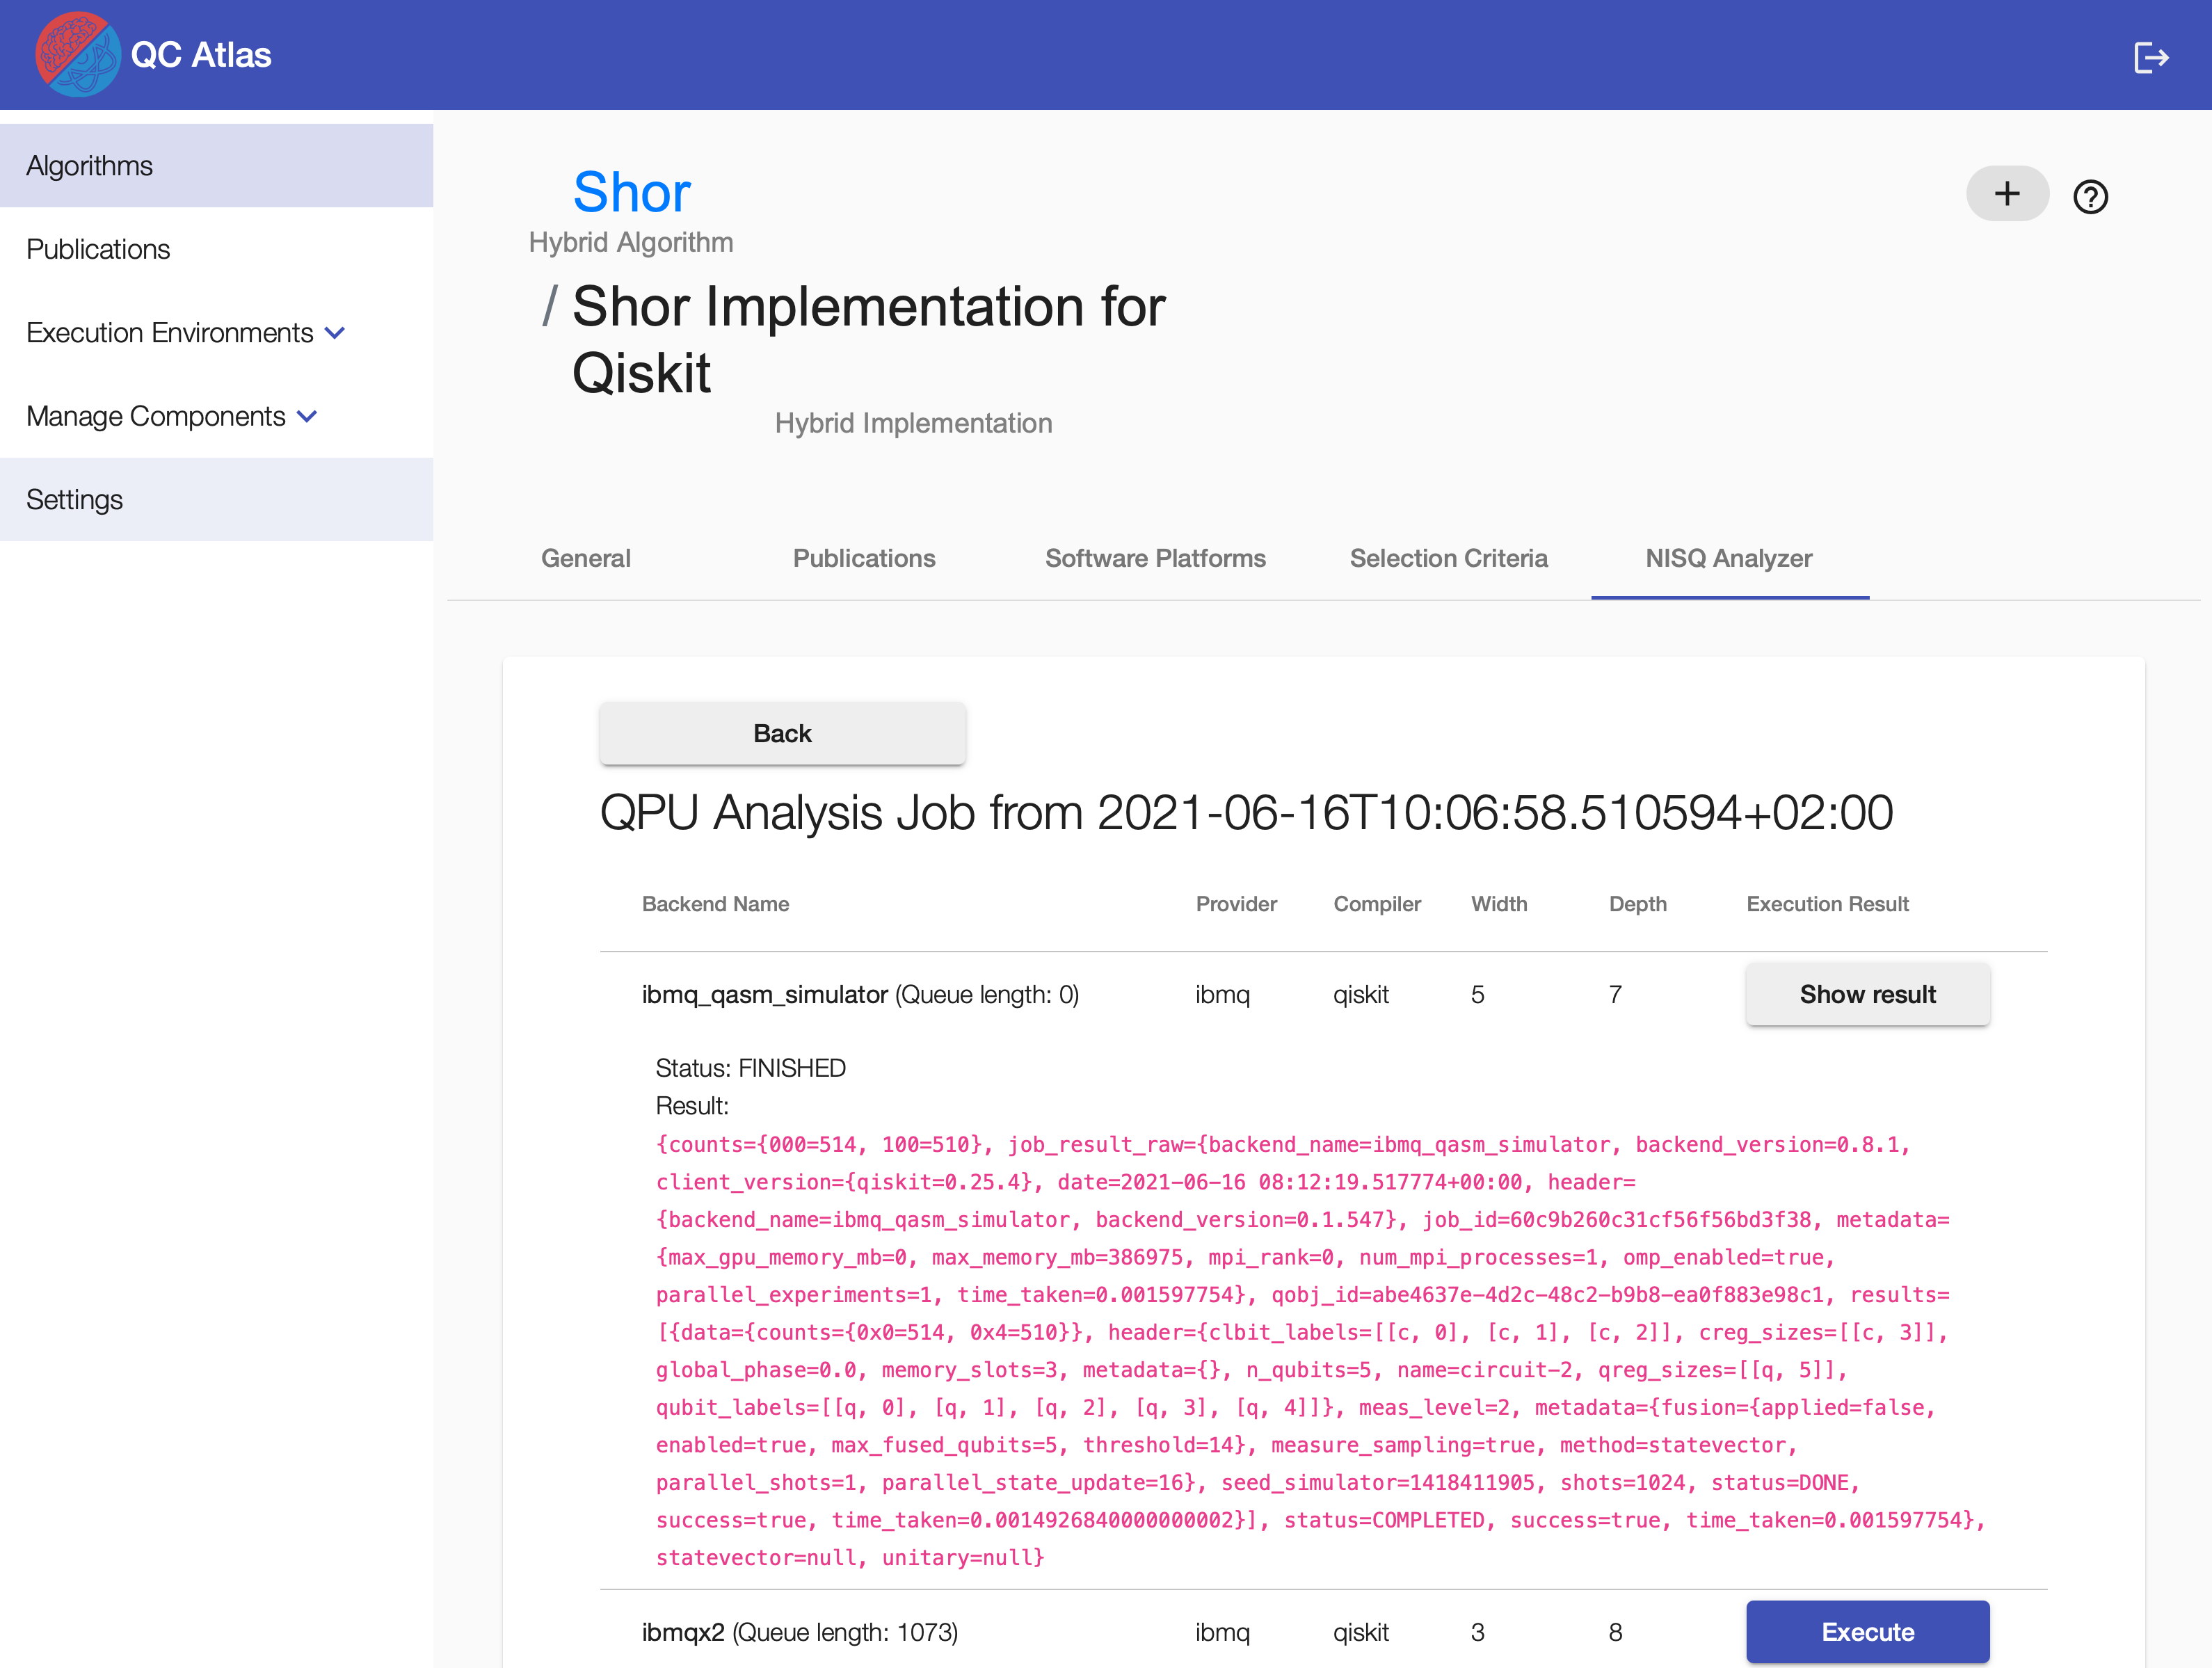 QC Atlas
Algorithms
Publications
Execution Environments
Manage Components
Settings
Shor
Hybrid Algorithm
/ Shor Implementation for
Qiskit
Hybrid Implementation
+
?
General Publications Software Platforms Selection Criteria NISQ Analyzer
Back
QPU Analysis Job from 2021-06-16T10:06:58.510594+02:00
Backend Name Provider Compiler Width Depth Execution Result
ibmq_qasm_simulator (Queue length: 0) ibmq qiskit 5 7 Show result
Status: FINISHED
Result:
{counts={000=514, 100=510}, job_result_raw={backend_name=ibmq_qasm_simulator, backend_version=0.8.1,
client_version={qiskit=0.25.4}, date=2021-06-16 08:12:19.517774+00:00, header=
{backend_name=ibmq_qasm_simulator, backend_version=0.1.547}, job_id=60c9b260c31cf56f56bd3f38, metadata=
{max_gpu_memory_mb=0, max_memory_mb=386975, mpi_rank=0, num_mpi_processes=1, omp_enabled=true,
parallel_experiments=1, time_taken=0.001597754}, qobj_id=abe4637e-4d2c-48c2-b9b8-ea0f883e98c1, results=
[{data={counts={0x0=514, 0x4=510}}, header={clbit_labels=[[c, 0], [c, 1], [c, 2]], creg_sizes=[[c, 3]],
global_phase=0.0, memory_slots=3, metadata={}, n_qubits=5, name=circuit-2, qreg_sizes=[[q, 5]],
qubit_labels=[[q, 0], [q, 1], [q, 2], [q, 3], [q, 4]]}, meas_level=2, metadata={fusion={applied=false,
enabled=true, max_fused_qubits=5, threshold=14}, measure_sampling=true, method=statevector,
parallel_shots=1, parallel_state_update=16}, seed_simulator=1418411905, shots=1024, status=DONE,
success=true, time_taken=0.0014926840000000002}], status=COMPLETED, success=true, time_taken=0.001597754},
statevector=null, unitary=null}
ibmqx2 (Queue length: 1073) ibmq qiskit 3 8 Execute